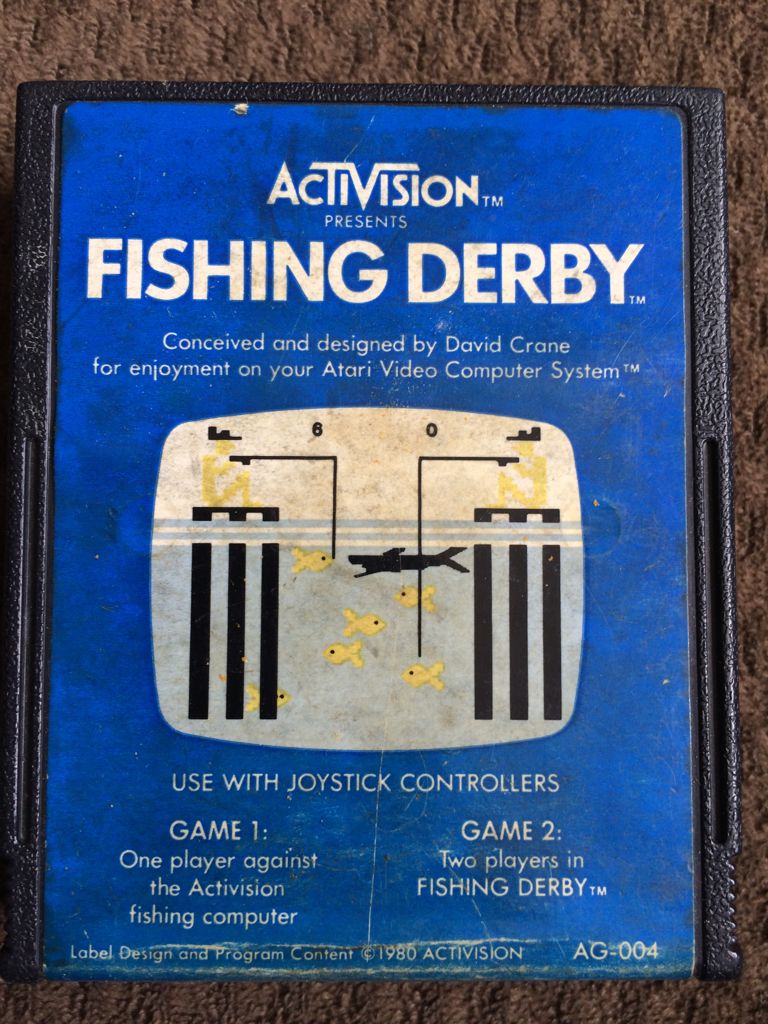 ACTIVISION™
PRESENTS
FISHING DERBY™
Conceived and designed by David Crane
for enjoyment on your Atari Video Computer System™
6 0
USE WITH JOYSTICK CONTROLLERS
GAME 1:
One player against
the Activision
fishing computer
GAME 2:
Two players in
FISHING DERBY™
Label Design and Program Content ©1980 ACTIVISION AG-004